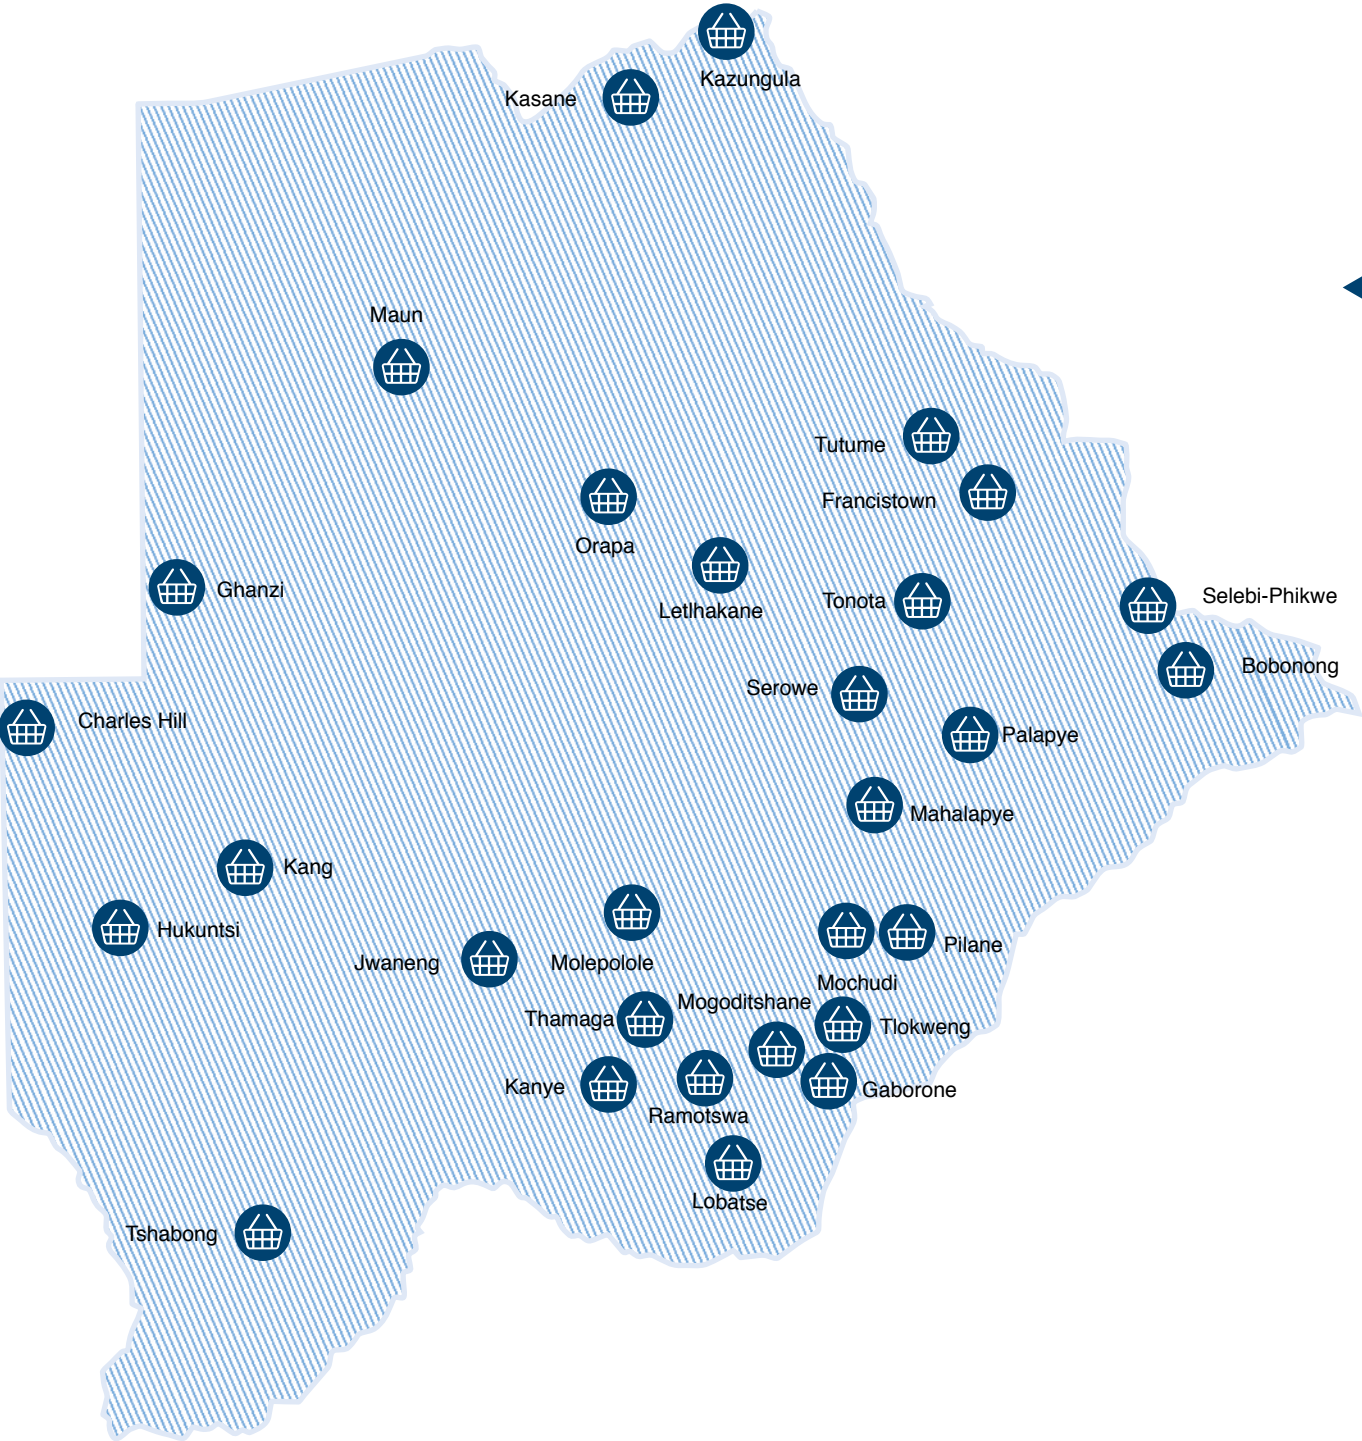 Kazungula
Kasane
Maun
Tutume
Francistown
Orapa
Ghanzi
Selebi-Phikwe
Tonota
Letlhakane
Bobonong
Serowe
Charles Hill
Palapye
Mahalapye
Kang
Hukuntsi
Pilane
Jwaneng
Molepolole
Mochudi
Mogoditshane
Thamaga
Tlokweng
Kanye
Gaborone
Ramotswa
Lobatse
Tshabong